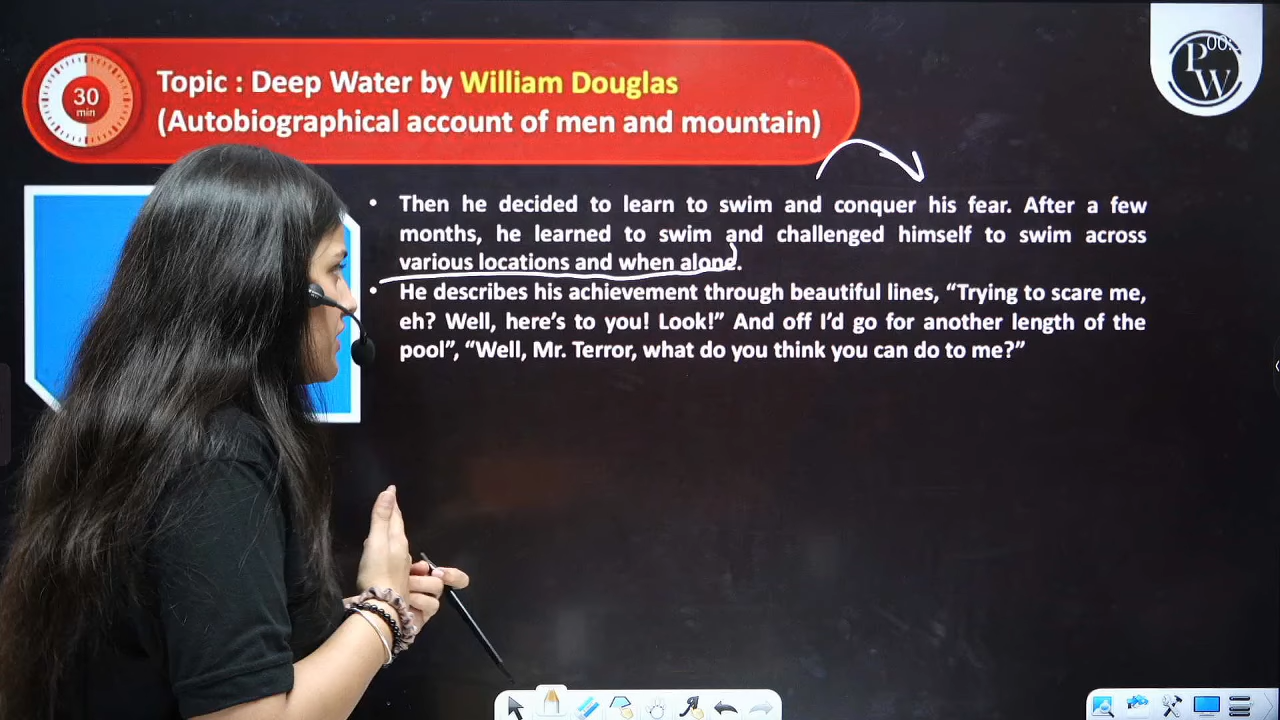 30
min
Topic : Deep Water by William Douglas
(Autobiographical account of men and mountain)
00:
PW
• Then he decided to learn to swim and conquer his fear. After a few
months, he learned to swim and challenged himself to swim across
various locations and when alone.
• He describes his achievement through beautiful lines, “Trying to scare me,
eh? Well, here’s to you! Look!” And off I’d go for another length of the
pool”, “Well, Mr. Terror, what do you think you can do to me?”